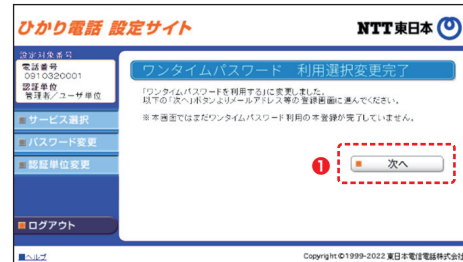 ひかり電話 設定サイト
NTT東日本
設定対象番号
電話番号
0910320001
認証単位
管理者／ユーザ単位
サービス選択
パスワード変更
認証単位変更
ログアウト
ワンタイムパスワード 利用選択変更完了
「ワンタイムパスワードを利用する」に変更しました。
以下の「次へ」ボタンよりメールアドレス等の登録画面に進んでください。
※本画面ではまだワンタイムパスワード利用の本登録が完了していません。
1
次へ
ヘルプ
Copyright©1999-2022 東日本電信電話株式会社